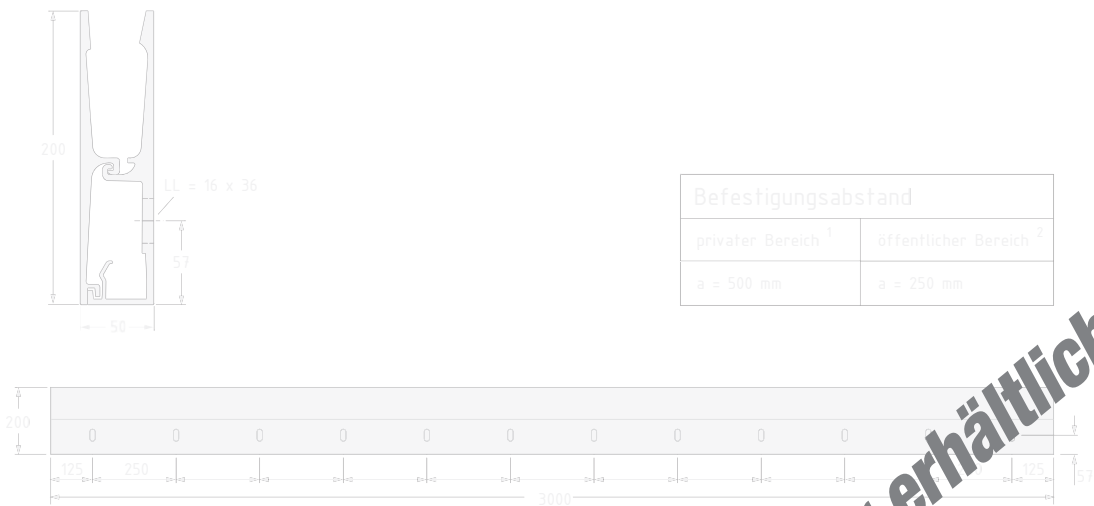 200
LL = 16 x 36
57
50
Befestigungsabstand
privater Bereich 1
öffentlicher Bereich 2
a = 500 mm
a = 250 mm
erhältlich
200
125
250
125
57
3000